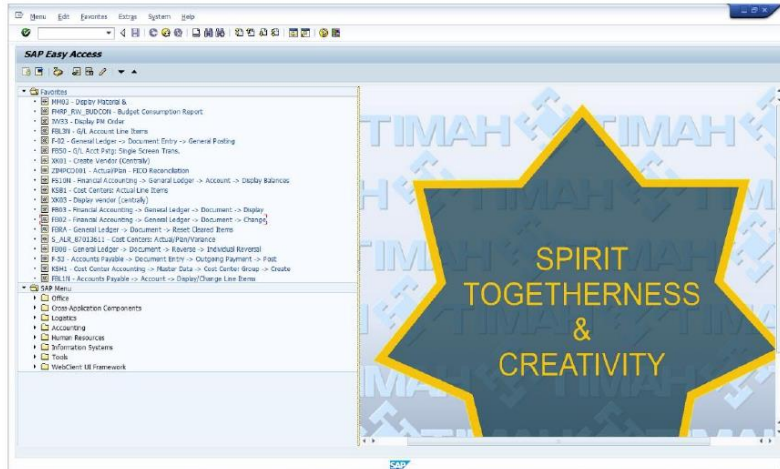 Menu Edit Favorites Extras System Help
SAP Easy Access
Favorites
MM03 - Display Material &
FMRP_RW_BUDCON - Budget Consumption Report
IW33 - Display PM Order
FBL3N - G/L Account Line Items
F-02 - General Ledger -> Document Entry -> General Posting
FB50 - G/L Acct Pstg: Single Screen Trans.
XK01 - Create Vendor (Centrally)
ZIMPCO001 - Actual/Plan - FICO Reconciliation
FS10N - Financial Accounting -> General Ledger -> Account -> Display Balances
KSB1 - Cost Centers: Actual Line Items
XK03 - Display vendor (centrally)
FB03 - Financial Accounting -> General Ledger -> Document -> Display
FB02 - Financial Accounting -> General Ledger -> Document -> Change
FBRA - General Ledger -> Document -> Reset Cleared Items
S_ALR_87013611 - Cost Centers: Actual/Plan/Variance
FB08 - General Ledger -> Document -> Reverse -> Individual Reversal
F-53 - Accounts Payable -> Document Entry -> Outgoing Payment -> Post
KSH1 - Cost Center Accounting -> Master Data -> Cost Center Group -> Create
FBL1N - Accounts Payable -> Account -> Display/Change Line Items
SAP Menu
Office
Cross-Application Components
Logistics
Accounting
Human Resources
Information Systems
Tools
WebClient UI Framework
TIMAH TIMAH
SPIRIT
TOGETHERNESS
&
CREATIVITY
SAP